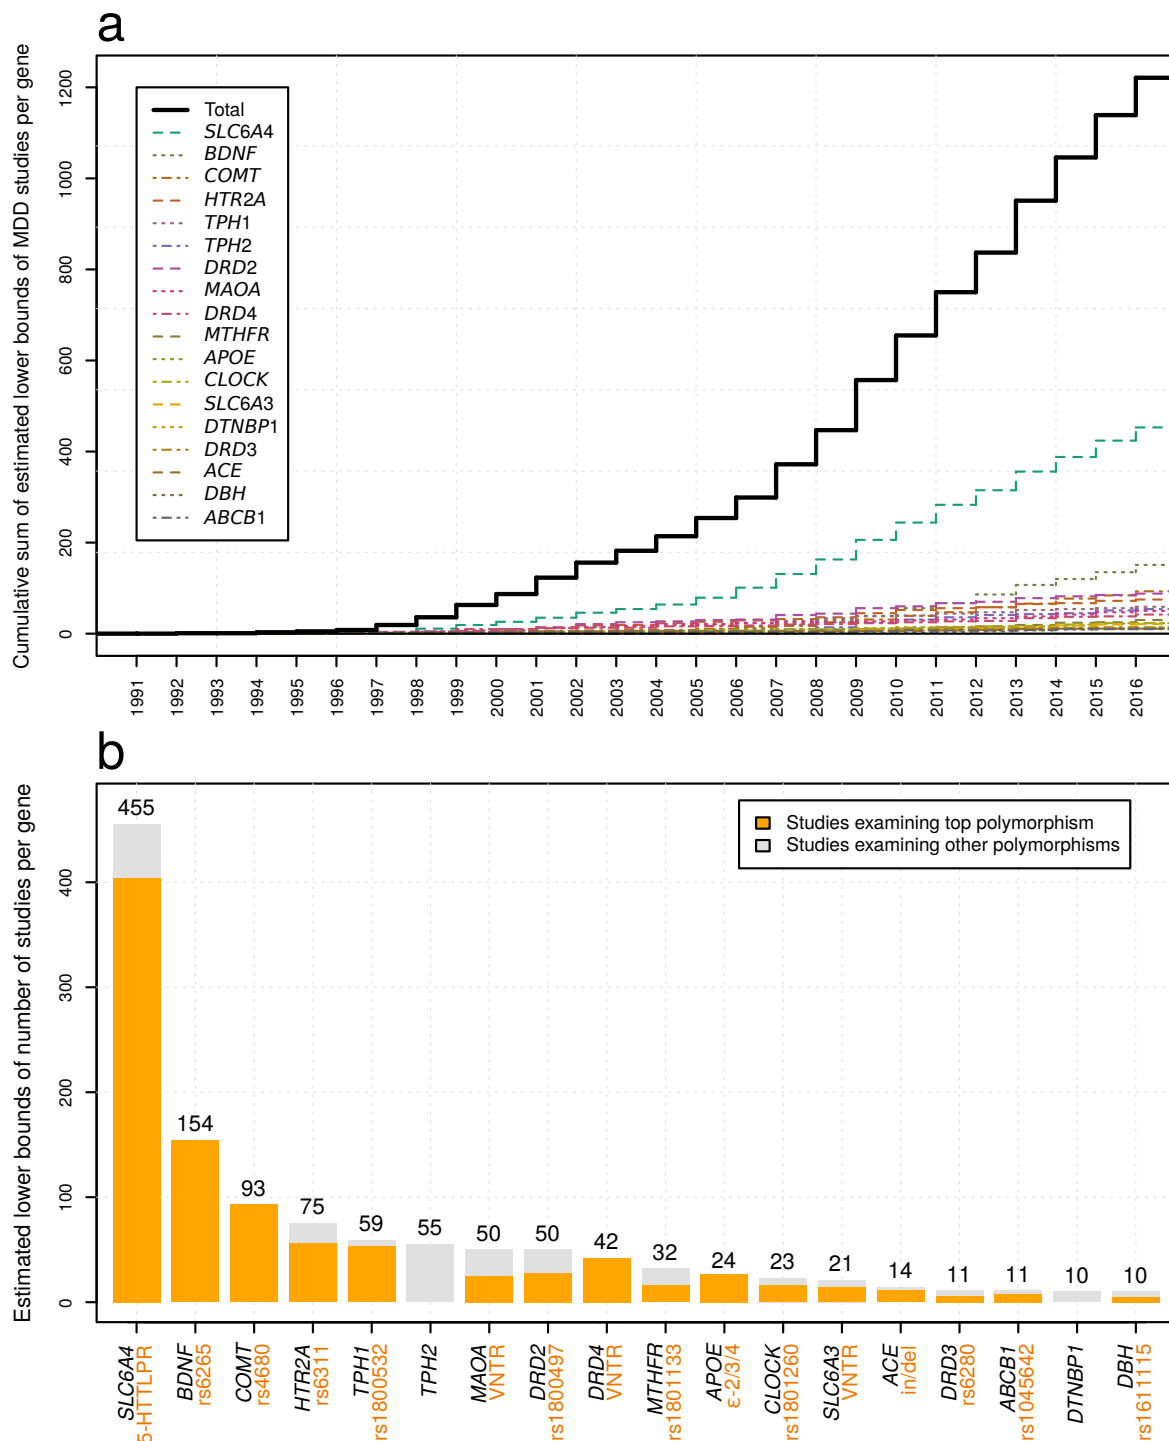 a
Cumulative sum of estimated lower bounds of MDD studies per gene
1200
1000
800
600
400
200
0
Total
SLC6A4
BDNF
COMT
HTR2A
TPH1
TPH2
DRD2
MAOA
DRD4
MTHFR
APOE
CLOCK
SLC6A3
DTNBP1
DRD3
ACE
DBH
ABCB1
1991 1992 1993 1994 1995 1996 1997 1998 1999 2000 2001 2002 2003 2004 2005 2006 2007 2008 2009 2010 2011 2012 2013 2014 2015 2016
b
Estimated lower bounds of number of studies per gene
400
300
200
100
0
Studies examining top polymorphism
Studies examining other polymorphisms
455 154 93 75 59 55 50 50 42 32 24 23 21 14 11 11 10 10
SLC6A4
5-HTTLPR
BDNF
rs6265
COMT
rs4680
HTR2A
rs6311
TPH1
rs1800532
TPH2
MAOA
VNTR
DRD2
rs1800497
DRD4
VNTR
MTHFR
rs1801133
APOE
ε-2/3/4
CLOCK
rs1801260
SLC6A3
VNTR
ACE
in/del
DRD3
rs6280
ABCB1
rs1045642
DTNBP1
DBH
rs1611115